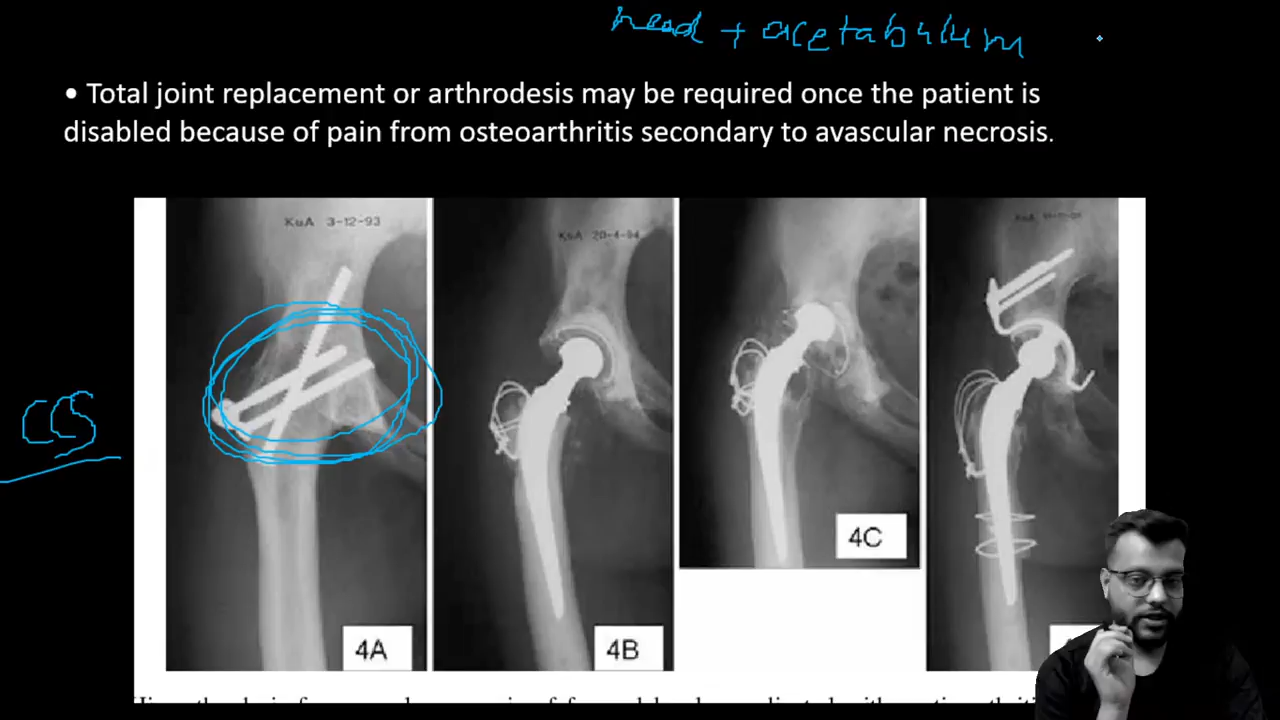 head + acetabulum
• Total joint replacement or arthrodesis may be required once the patient is
disabled because of pain from osteoarthritis secondary to avascular necrosis.
KuA 3-12-93
KuA 20-4-94
CS
4C
4A
4B